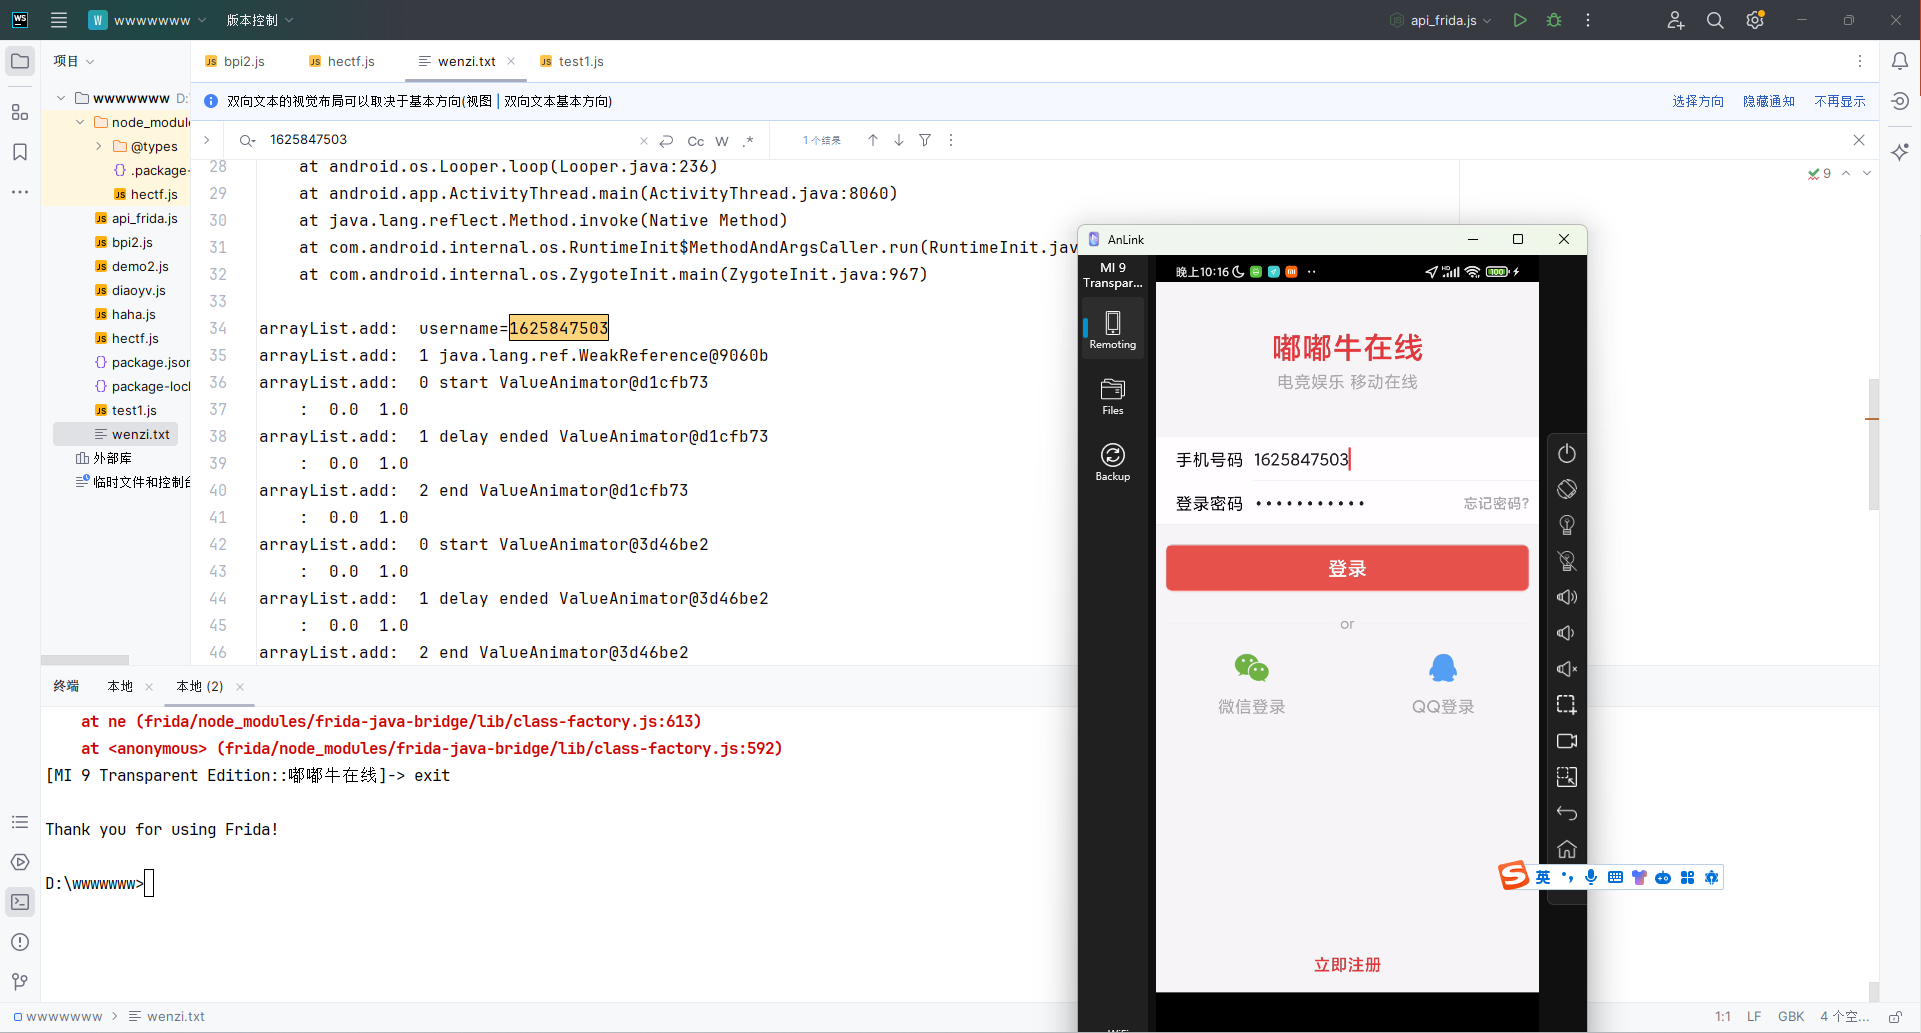 WS
W
wwwwwww
版本控制
api_frida.js
项目
JS bpi2.js
JS hectf.js
wenzi.txt
JS test1.js
双向文本的视觉布局可以取决于基本方向(视图 | 双向文本基本方向)
选择方向 隐藏通知 不再显示
1625847503
Cc W .*
1 个结果
wwwwwww D:
node_module
@types
{} .package-
JS hectf.js
JS api_frida.js
JS bpi2.js
JS demo2.js
JS diaoyv.js
JS haha.js
JS hectf.js
{} package.json
{} package-lock
JS test1.js
wenzi.txt
外部库
临时文件和控制台
9
28 at android.os.Looper.loop(Looper.java:236)
29 at android.app.ActivityThread.main(ActivityThread.java:8060)
30 at java.lang.reflect.Method.invoke(Native Method)
31 at com.android.internal.os.RuntimeInit$MethodAndArgsCaller.run(RuntimeInit.jav
32 at com.android.internal.os.ZygoteInit.main(ZygoteInit.java:967)
33
34 arrayList.add: username=1625847503
35 arrayList.add: 1 java.lang.ref.WeakReference@9060b
36 arrayList.add: 0 start ValueAnimator@d1cfb73
37 : 0.0 1.0
38 arrayList.add: 1 delay ended ValueAnimator@d1cfb73
39 : 0.0 1.0
40 arrayList.add: 2 end ValueAnimator@d1cfb73
41 : 0.0 1.0
42 arrayList.add: 0 start ValueAnimator@3d46be2
43 : 0.0 1.0
44 arrayList.add: 1 delay ended ValueAnimator@3d46be2
45 : 0.0 1.0
46 arrayList.add: 2 end ValueAnimator@3d46be2
终端 本地 本地 (2)
at ne (frida/node_modules/frida-java-bridge/lib/class-factory.js:613)
at <anonymous> (frida/node_modules/frida-java-bridge/lib/class-factory.js:592)
[MI 9 Transparent Edition::嘟嘟牛在线]-> exit
Thank you for using Frida!
D:\wwwwwww>
AnLink
MI 9
Transpar...
Remoting
Files
Backup
WiFi
晚上10:16
HD
100
嘟嘟牛在线
电竞娱乐 移动在线
手机号码 1625847503
登录密码 •••••••••••
忘记密码?
登录
or
微信登录
QQ登录
立即注册
S 英
wwwwwww
wenzi.txt
1:1 LF GBK 4 个空...